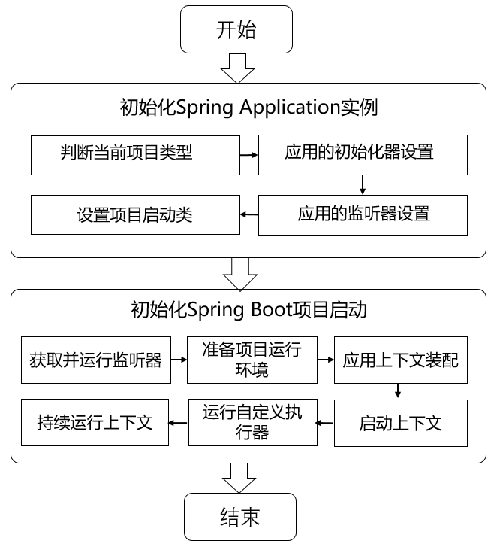 开始
初始化Spring Application实例
判断当前项目类型
应用的初始化器设置
设置项目启动类
应用的监听器设置
初始化Spring Boot项目启动
获取并运行监听器
准备项目运行
环境
应用上下文装配
持续运行上下文
运行自定义执
行器
启动上下文
结束